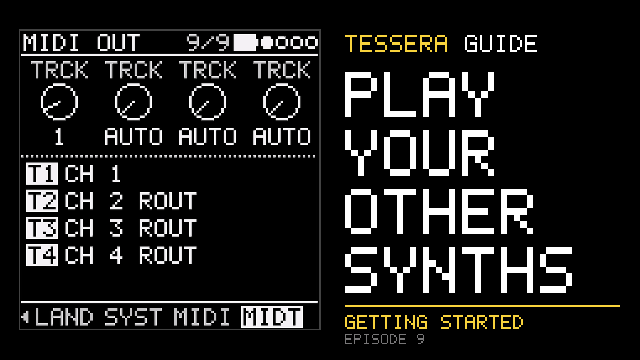 MIDI OUT 9/9
TRCK TRCK TRCK TRCK
1 AUTO AUTO AUTO
T1 CH 1
T2 CH 2 ROUT
T3 CH 3 ROUT
T4 CH 4 ROUT
LAND SYST MIDI MIDT
TESSERA GUIDE
PLAY
YOUR
OTHER
SYNTHS
GETTING STARTED
EPISODE 9